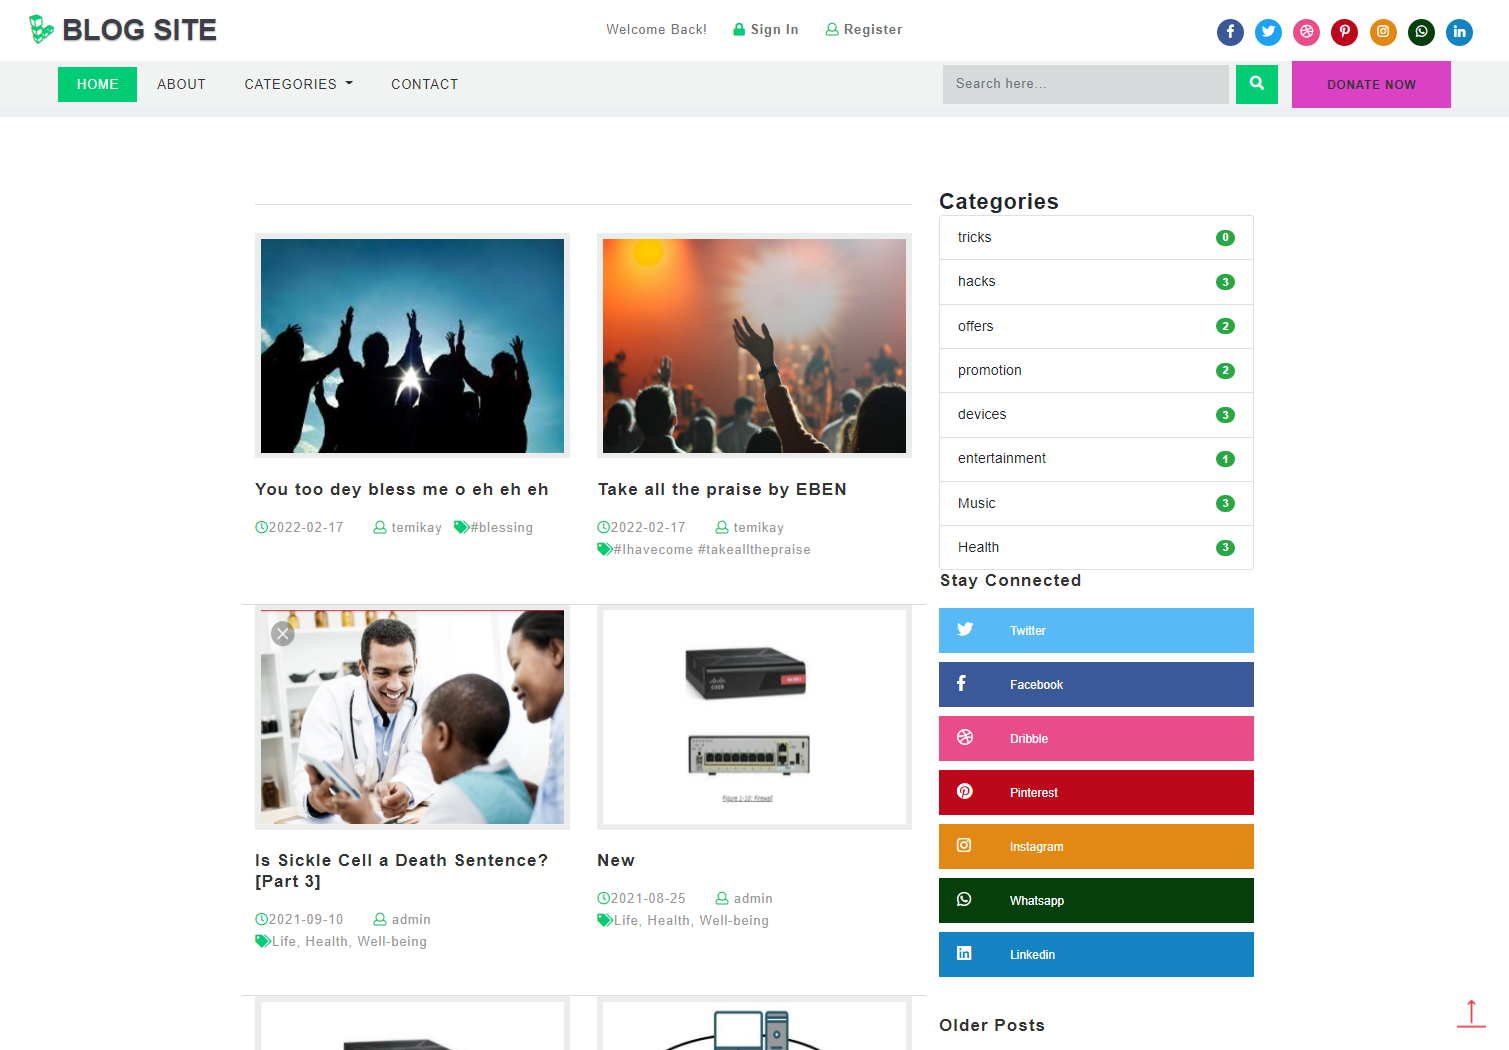 BLOG SITE
Welcome Back!
Sign In
Register
HOME
ABOUT
CATEGORIES
CONTACT
Search here...
DONATE NOW
You too dey bless me o eh eh eh
2022-02-17 temikay #blessing
Take all the praise by EBEN
2022-02-17 temikay
#Ihavecome #takeallthepraise
Is Sickle Cell a Death Sentence?
[Part 3]
2021-09-10 admin
Life, Health, Well-being
Figure 1-10: Firewall
New
2021-08-25 admin
Life, Health, Well-being
Categories
tricks 0
hacks 3
offers 2
promotion 2
devices 3
entertainment 1
Music 3
Health 3
Stay Connected
Twitter
Facebook
Dribble
Pinterest
Instagram
Whatsapp
Linkedin
Older Posts